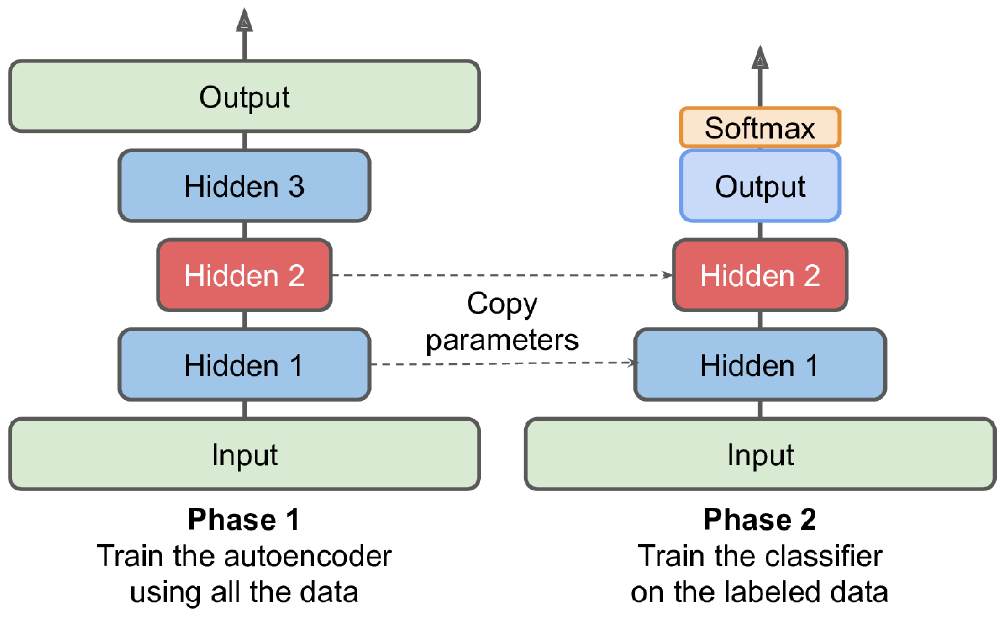 Output
Hidden 3
Hidden 2
Hidden 1
Input
Phase 1
Train the autoencoder
using all the data
Copy
parameters
Softmax
Output
Hidden 2
Hidden 1
Input
Phase 2
Train the classifier
on the labeled data